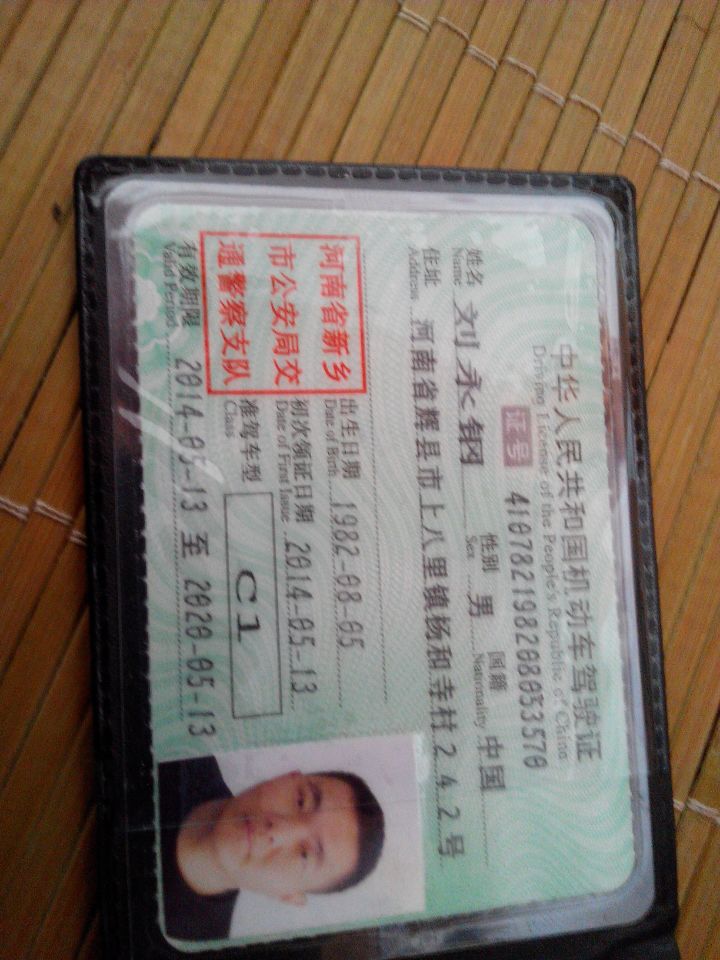 中华人民共和国机动车驾驶证
Driving License of the People's Republic of China
证号 410782198208053570
姓名 刘永钢 性别 男 国籍 中国
Name Sex Nationality
住址 河南省辉县市上八里镇杨和寺村242号
Address
河南省新乡
市公安局交
通警察支队
出生日期 1982-08-05
Date of Birth
初次领证日期 2014-05-13
Date of First Issue
准驾车型 C1
Class
有效期限 2014-05-13 至 2020-05-13
Valid Period